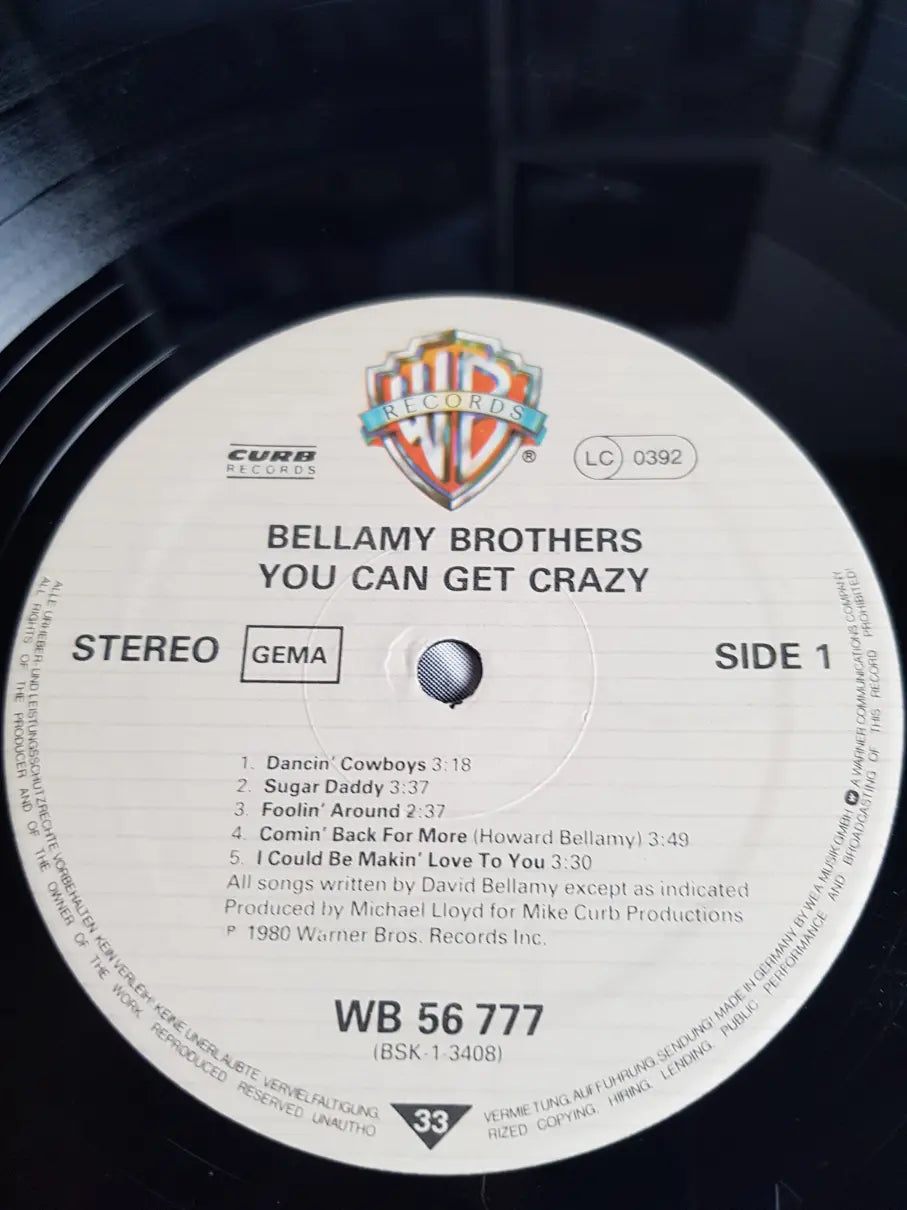 WB
RECORDS
®
CURB
RECORDS
LC 0392
BELLAMY BROTHERS
YOU CAN GET CRAZY
STEREO
GEMA
SIDE 1
1. Dancin' Cowboys 3:18
2. Sugar Daddy 3:37
3. Foolin' Around 2:37
4. Comin' Back For More (Howard Bellamy) 3:49
5. I Could Be Makin' Love To You 3:30
All songs written by David Bellamy except as indicated
Produced by Michael Lloyd for Mike Curb Productions
℗ 1980 Warner Bros. Records Inc.
WB 56 777
(BSK-1-3408)
33
ALLE URHEBER- UND LEISTUNGSSCHUTZRECHTE VORBEHALTEN KEIN VERLEIH! KEINE UNERLAUBTE VERVIELFÄLTIGUNG, VERMIETUNG, AUFFÜHRUNG, SENDUNG! MADE IN GERMANY BY WEA MUSIK GMBH A WARNER COMMUNICATIONS COMPANY
ALL RIGHTS OF THE PRODUCER AND OF THE OWNER OF THE WORK REPRODUCED RESERVED UNAUTHORIZED COPYING, HIRING, LENDING, PUBLIC PERFORMANCE AND BROADCASTING OF THIS RECORD PROHIBITED!